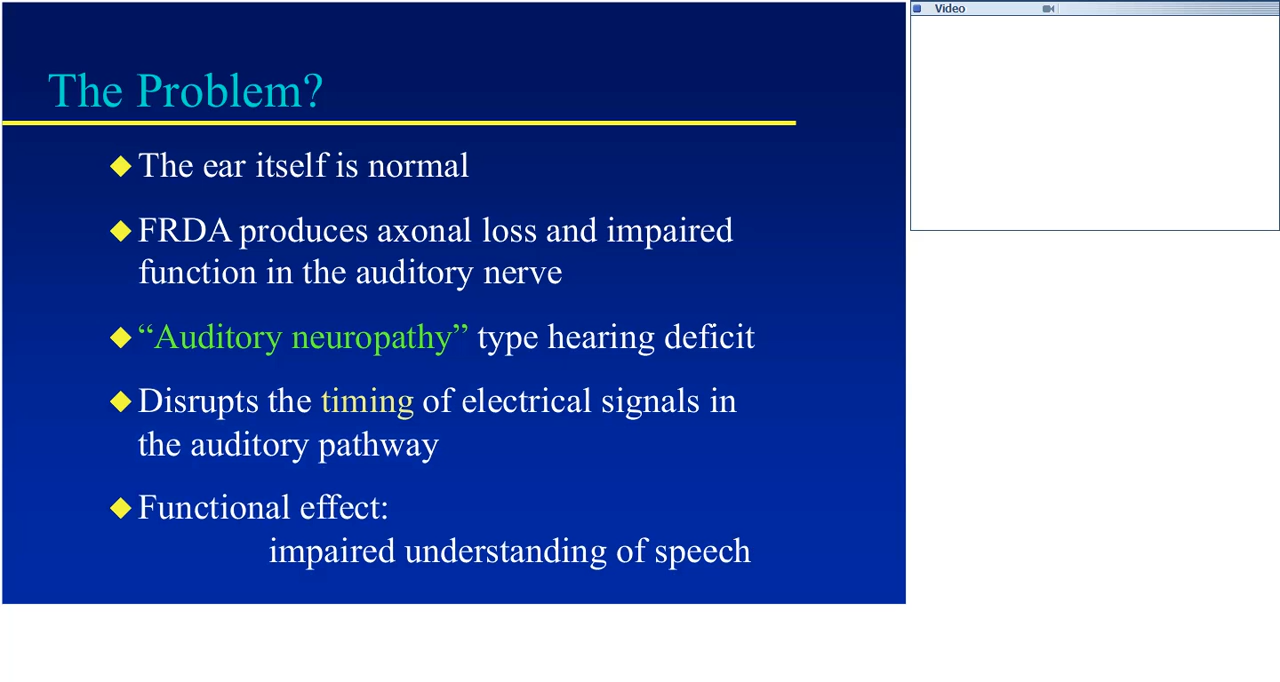 The Problem?
The ear itself is normal
FRDA produces axonal loss and impaired
function in the auditory nerve
“Auditory neuropathy” type hearing deficit
Disrupts the timing of electrical signals in
the auditory pathway
Functional effect:
impaired understanding of speech
Video